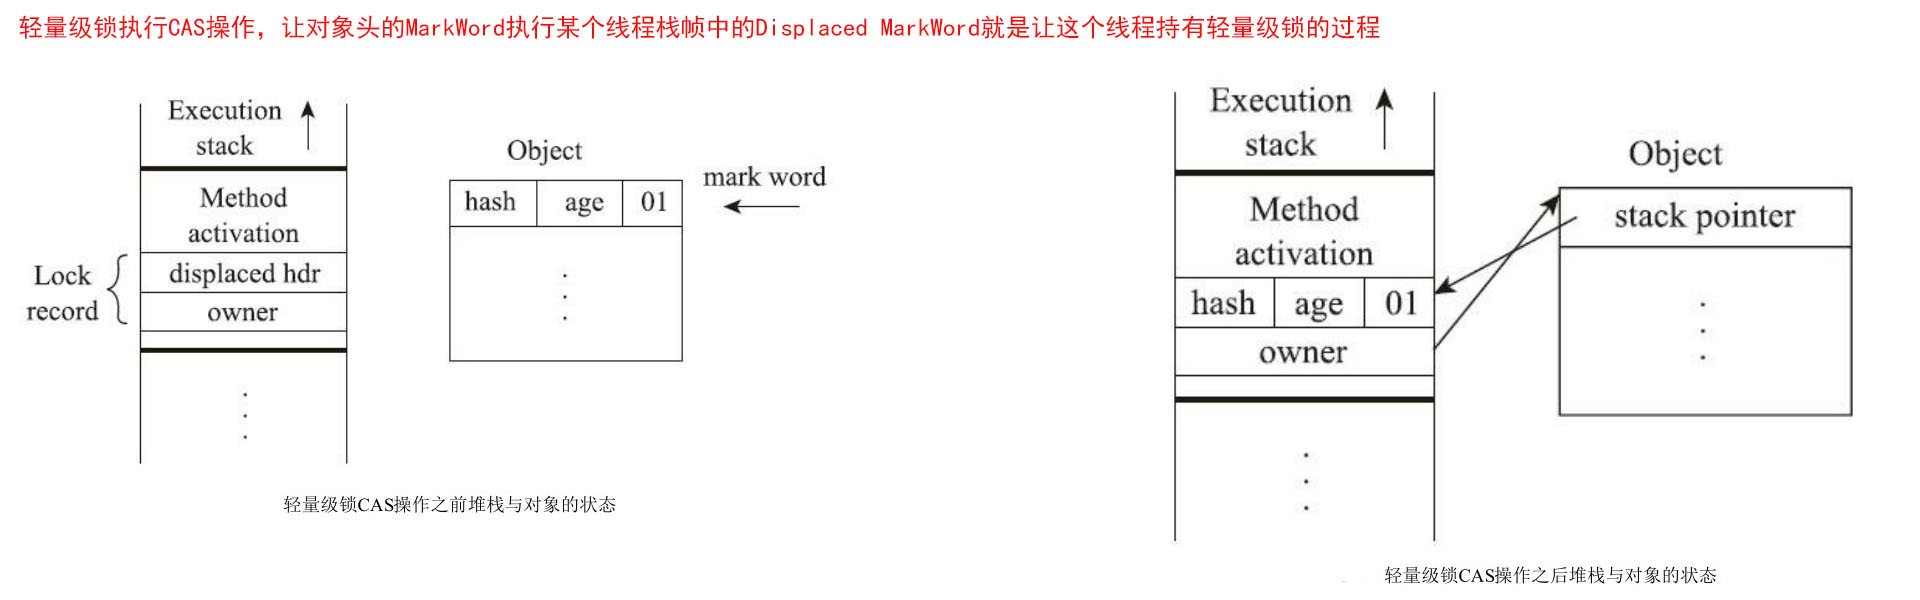 轻量级锁执行CAS操作，让对象头的MarkWord执行某个线程栈帧中的Displaced MarkWord就是让这个线程持有轻量级锁的过程
Execution
stack
Method
activation
Lock
record
displaced hdr
owner
Object
hash age 01
mark word
轻量级锁CAS操作之前堆栈与对象的状态
Execution
stack
Method
activation
hash age 01
owner
Object
stack pointer
轻量级锁CAS操作之后堆栈与对象的状态